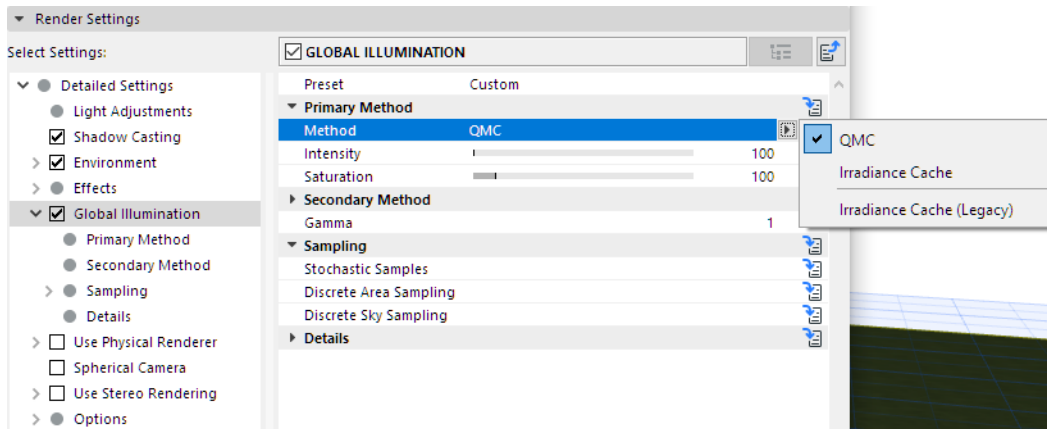 Render Settings
Select Settings:
GLOBAL ILLUMINATION
Detailed Settings
Light Adjustments
Shadow Casting
Environment
Effects
Global Illumination
Primary Method
Secondary Method
Sampling
Details
Use Physical Renderer
Spherical Camera
Use Stereo Rendering
Options
Preset Custom
Primary Method
Method QMC
Intensity 100
Saturation 100
Secondary Method
Gamma 1
Sampling
Stochastic Samples
Discrete Area Sampling
Discrete Sky Sampling
Details
QMC
Irradiance Cache
Irradiance Cache (Legacy)